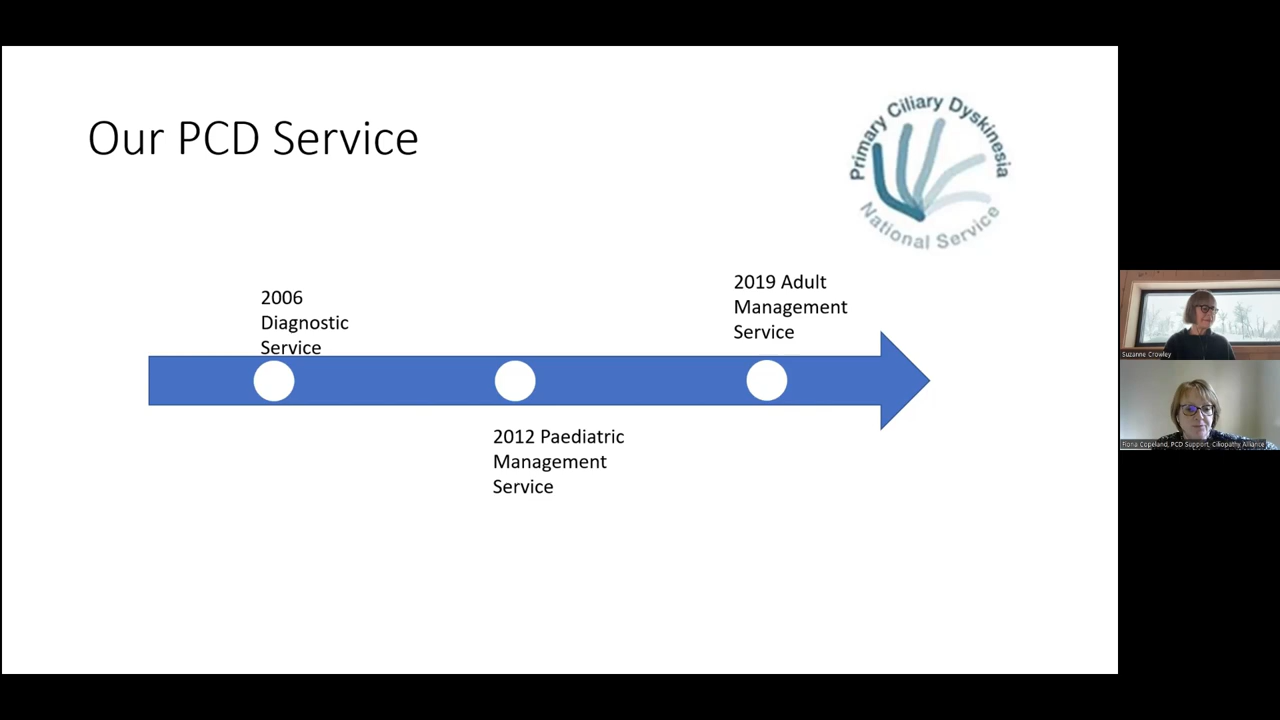 Our PCD Service
Primary Ciliary Dyskinesia
National Service
2006
Diagnostic
Service
2019 Adult
Management
Service
2012 Paediatric
Management
Service
Suzanne Crowley
Fiona Copeland, PCD Support, Ciliopathy Alliance